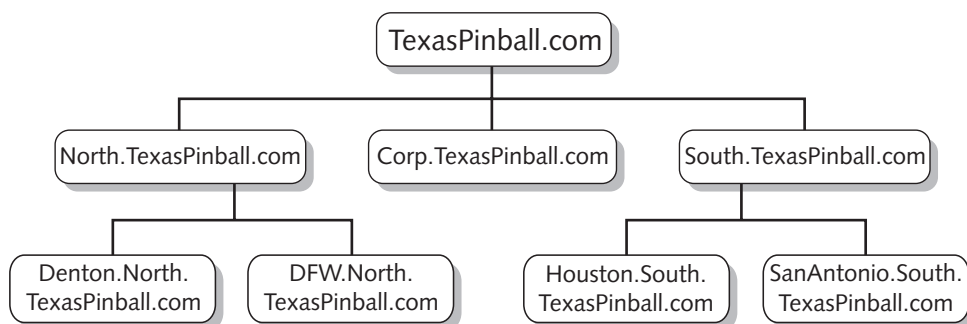 TexasPinball.com
North.TexasPinball.com
Corp.TexasPinball.com
South.TexasPinball.com
Denton.North.
TexasPinball.com
DFW.North.
TexasPinball.com
Houston.South.
TexasPinball.com
SanAntonio.South.
TexasPinball.com